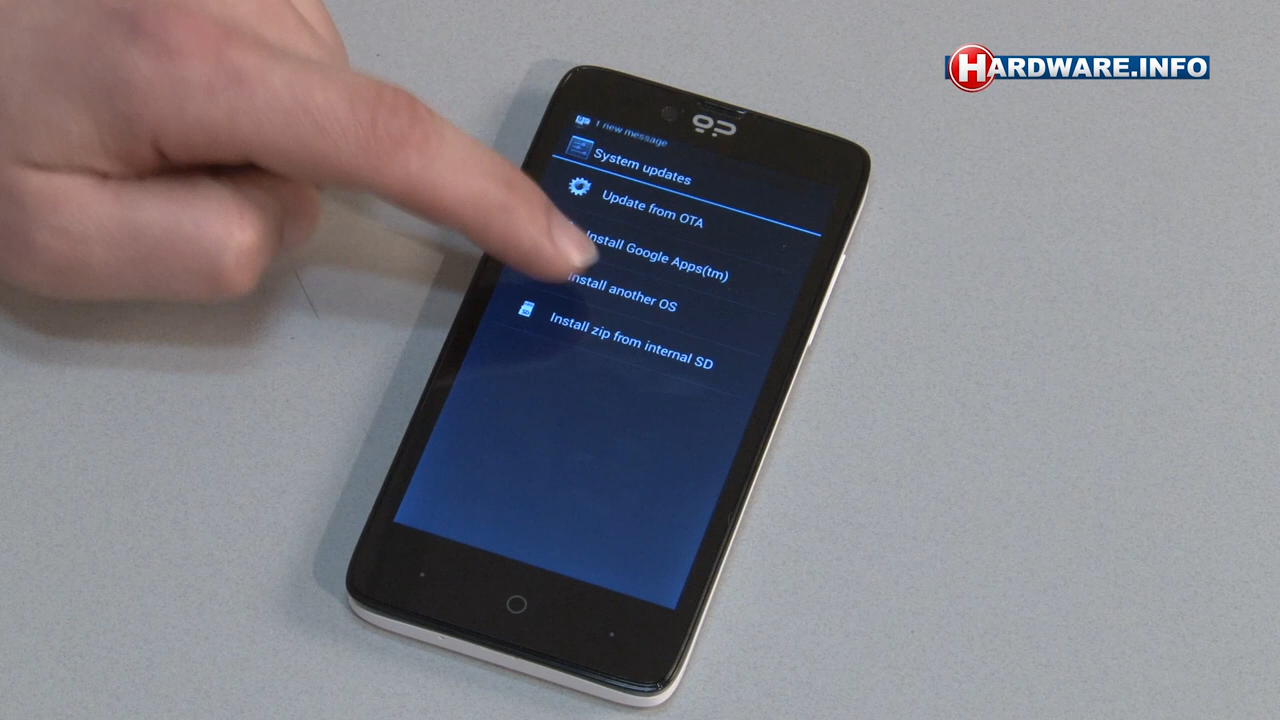 HARDWARE.INFO
1 new message
System updates
Update from OTA
Install Google Apps(tm)
Install another OS
Install zip from internal SD